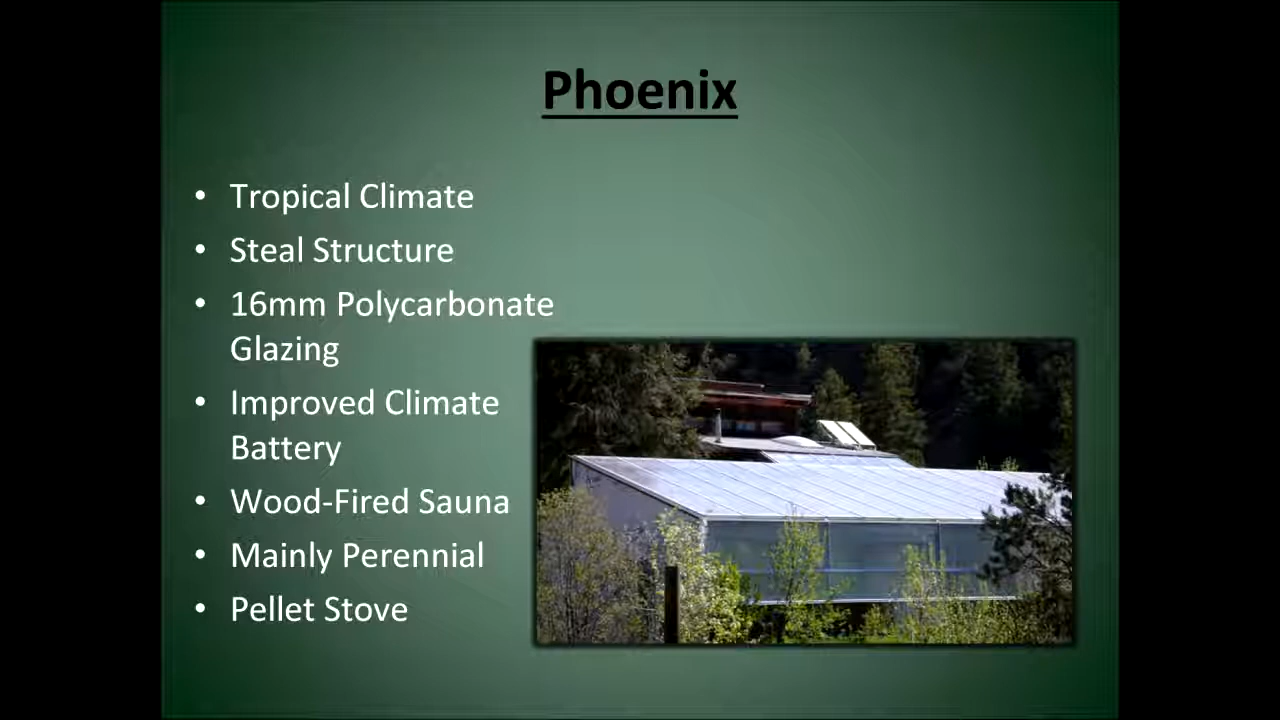 Phoenix
• Tropical Climate
• Steal Structure
• 16mm Polycarbonate
Glazing
• Improved Climate
Battery
• Wood-Fired Sauna
• Mainly Perennial
• Pellet Stove